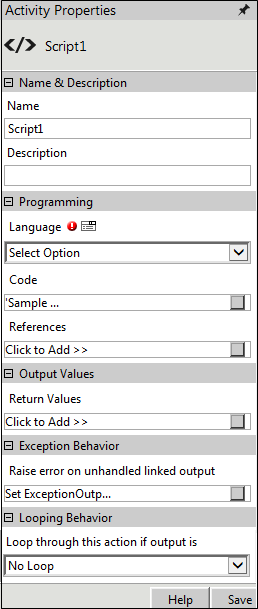 Activity Properties
</> Script1
Name & Description
Name
Script1
Description
Programming
Language
Select Option
Code
'Sample ...
References
Click to Add >>
Output Values
Return Values
Click to Add >>
Exception Behavior
Raise error on unhandled linked output
Set ExceptionOutp...
Looping Behavior
Loop through this action if output is
No Loop
Help Save